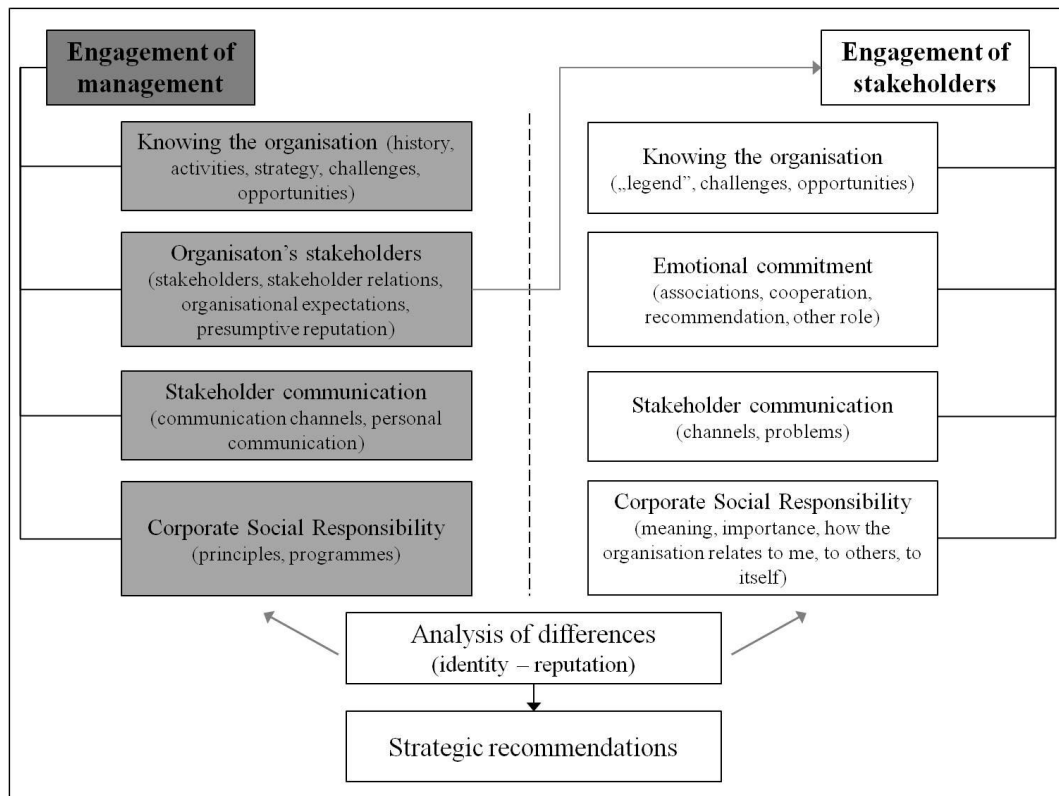 Engagement of
management
Knowing the organisation (history,
activities, strategy, challenges,
opportunities)
Organisaton’s stakeholders
(stakeholders, stakeholder relations,
organisational expectations,
presumptive reputation)
Stakeholder communication
(communication channels, personal
communication)
Corporate Social Responsibility
(principles, programmes)
Engagement of
stakeholders
Knowing the organisation
(„legend”, challenges, opportunities)
Emotional commitment
(associations, cooperation,
recommendation, other role)
Stakeholder communication
(channels, problems)
Corporate Social Responsibility
(meaning, importance, how the
organisation relates to me, to others, to
itself)
Analysis of differences
(identity – reputation)
Strategic recommendations